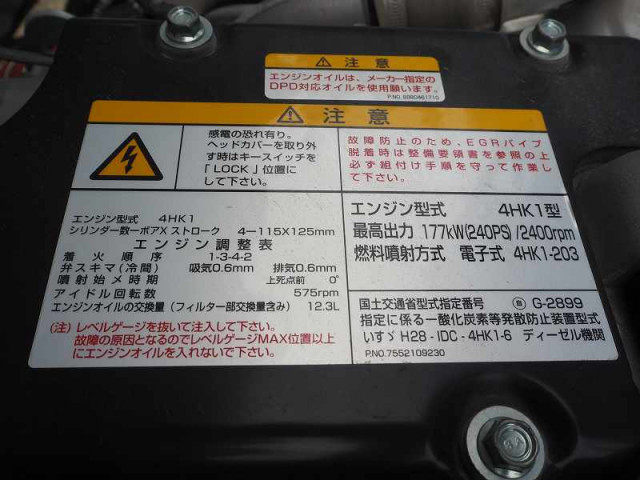 ⚠ 注意
エンジンオイルは、メーカー指定の
DPD対応オイルを使用願います。
⚠ 注意
感電の恐れ有り。
ヘッドカバーを取り外
す時はキースイッチを
「LOCK」位置に
して下さい。
故障防止のため、EGRパイプ
脱着時は整備要領書を参照の上
必ず組付け手順を守って作業し
て下さい。
エンジン型式 4HK1
シリンダー数ーボアXストローク 4-115X125mm
エンジン調整表
着火順序 1-3-4-2
弁スキマ(冷間) 吸気0.6mm 排気0.6mm
噴射始メ時期 上死点前 0°
アイドル回転数 575rpm
エンジンオイルの交換量(フィルター部交換量含み) 12.3L
(注)レベルゲージを抜いて注入して下さい。
故障の原因となるのでレベルゲージMAX位置以上
にエンジンオイルを入れないで下さい。
エンジン型式 4HK1型
最高出力 177kW(240PS)/2400rpm
燃料噴射方式 電子式 4HK1-203
国土交通省型式指定番号 G-2899
指定に係る一酸化炭素等発散防止装置型式
いすゞ H28-IDC-4HK1-6 ディーゼル機関
P.NO.7552109230